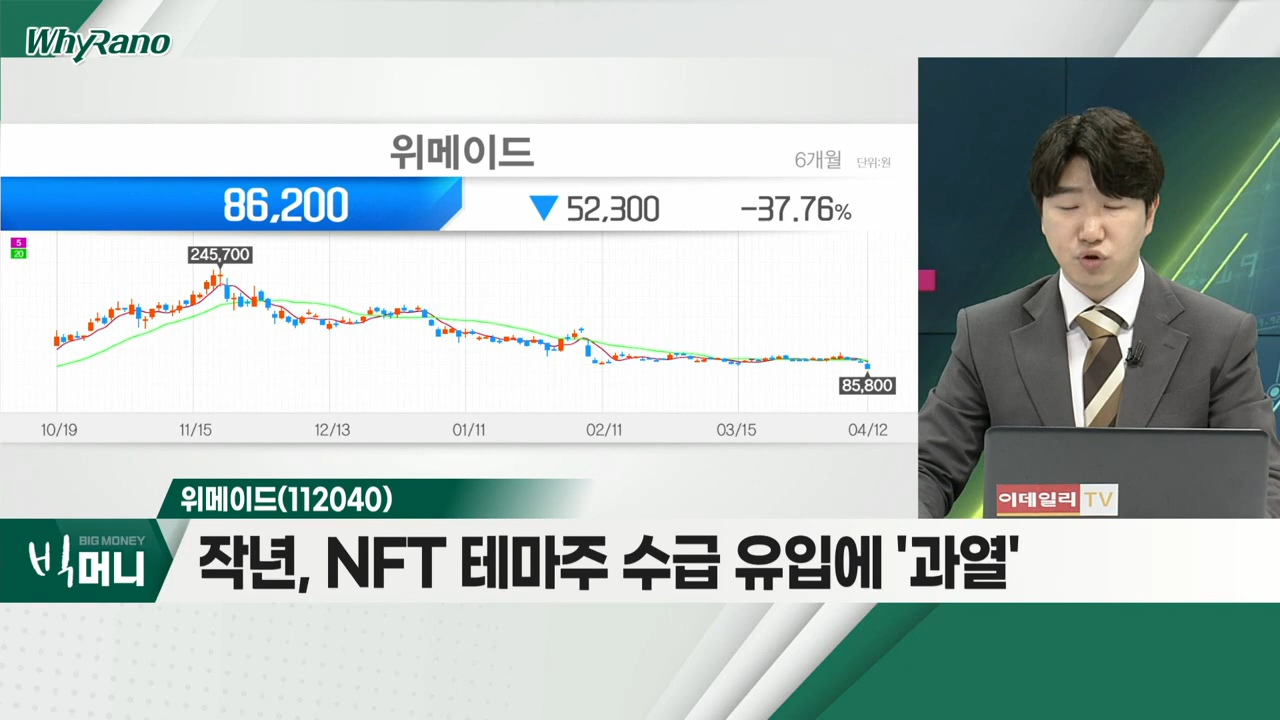 WhyRano
위메이드
6개월 단위:원
86,200 ▼ 52,300 -37.76%
5
20
245,700
85,800
10/19 11/15 12/13 01/11 02/11 03/15 04/12
이데일리 TV
위메이드(112040)
BIG MONEY
빅머니
작년, NFT 테마주 수급 유입에 '과열'